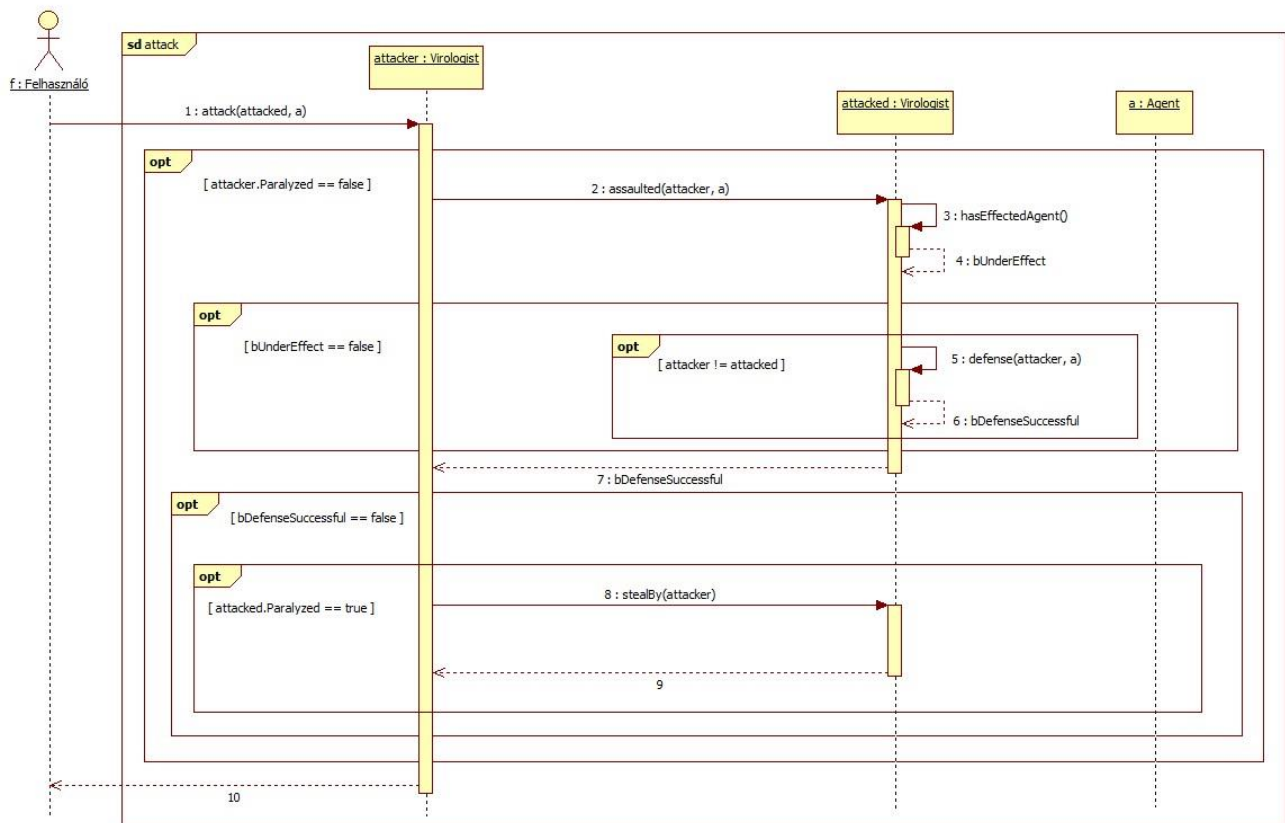 sd attack
f : Felhasználó
attacker : Virologist
attacked : Virologist
a : Agent
1 : attack(attacked, a)
opt
[ attacker.Paralyzed == false ]
2 : assaulted(attacker, a)
3 : hasEffectedAgent()
4 : bUnderEffect
opt
[ bUnderEffect == false ]
opt
[ attacker != attacked ]
5 : defense(attacker, a)
6 : bDefenseSuccessful
7 : bDefenseSuccessful
opt
[ bDefenseSuccessful == false ]
opt
[ attacked.Paralyzed == true ]
8 : stealBy(attacker)
9
10